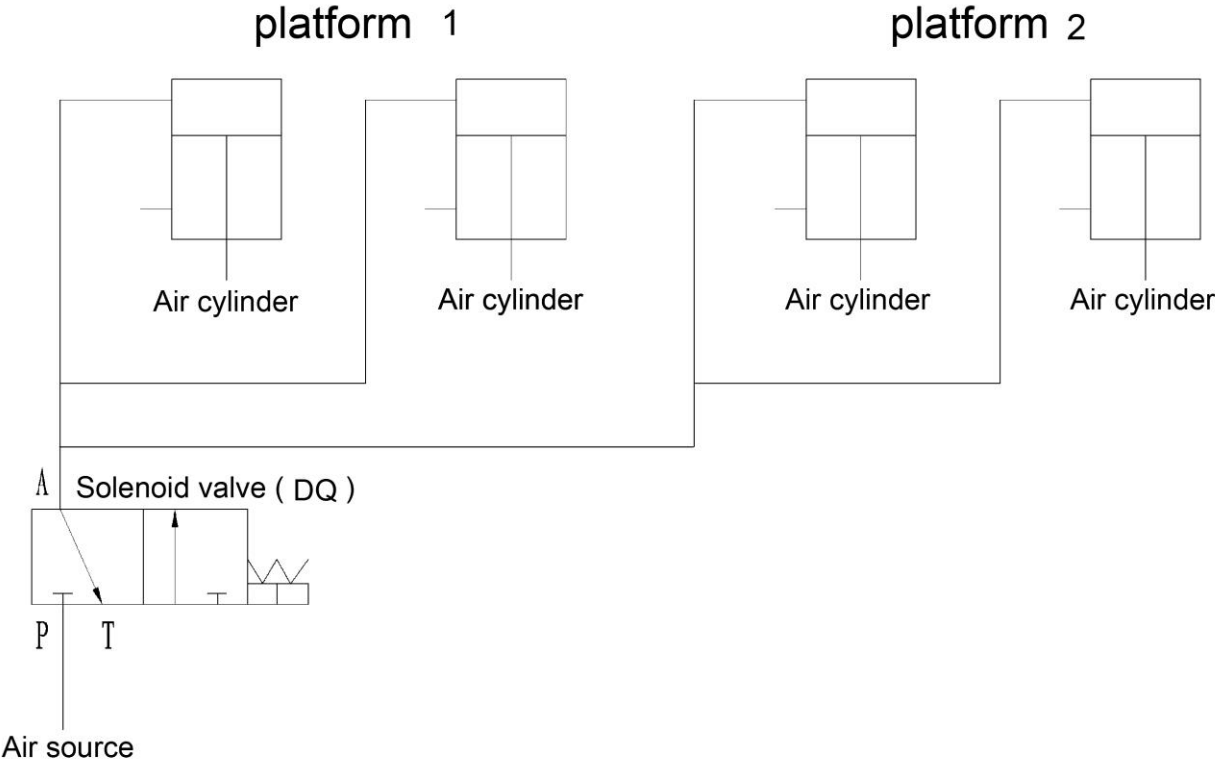 platform 1
platform 2
Air cylinder
Air cylinder
Air cylinder
Air cylinder
A
Solenoid valve ( DQ )
P
T
Air source